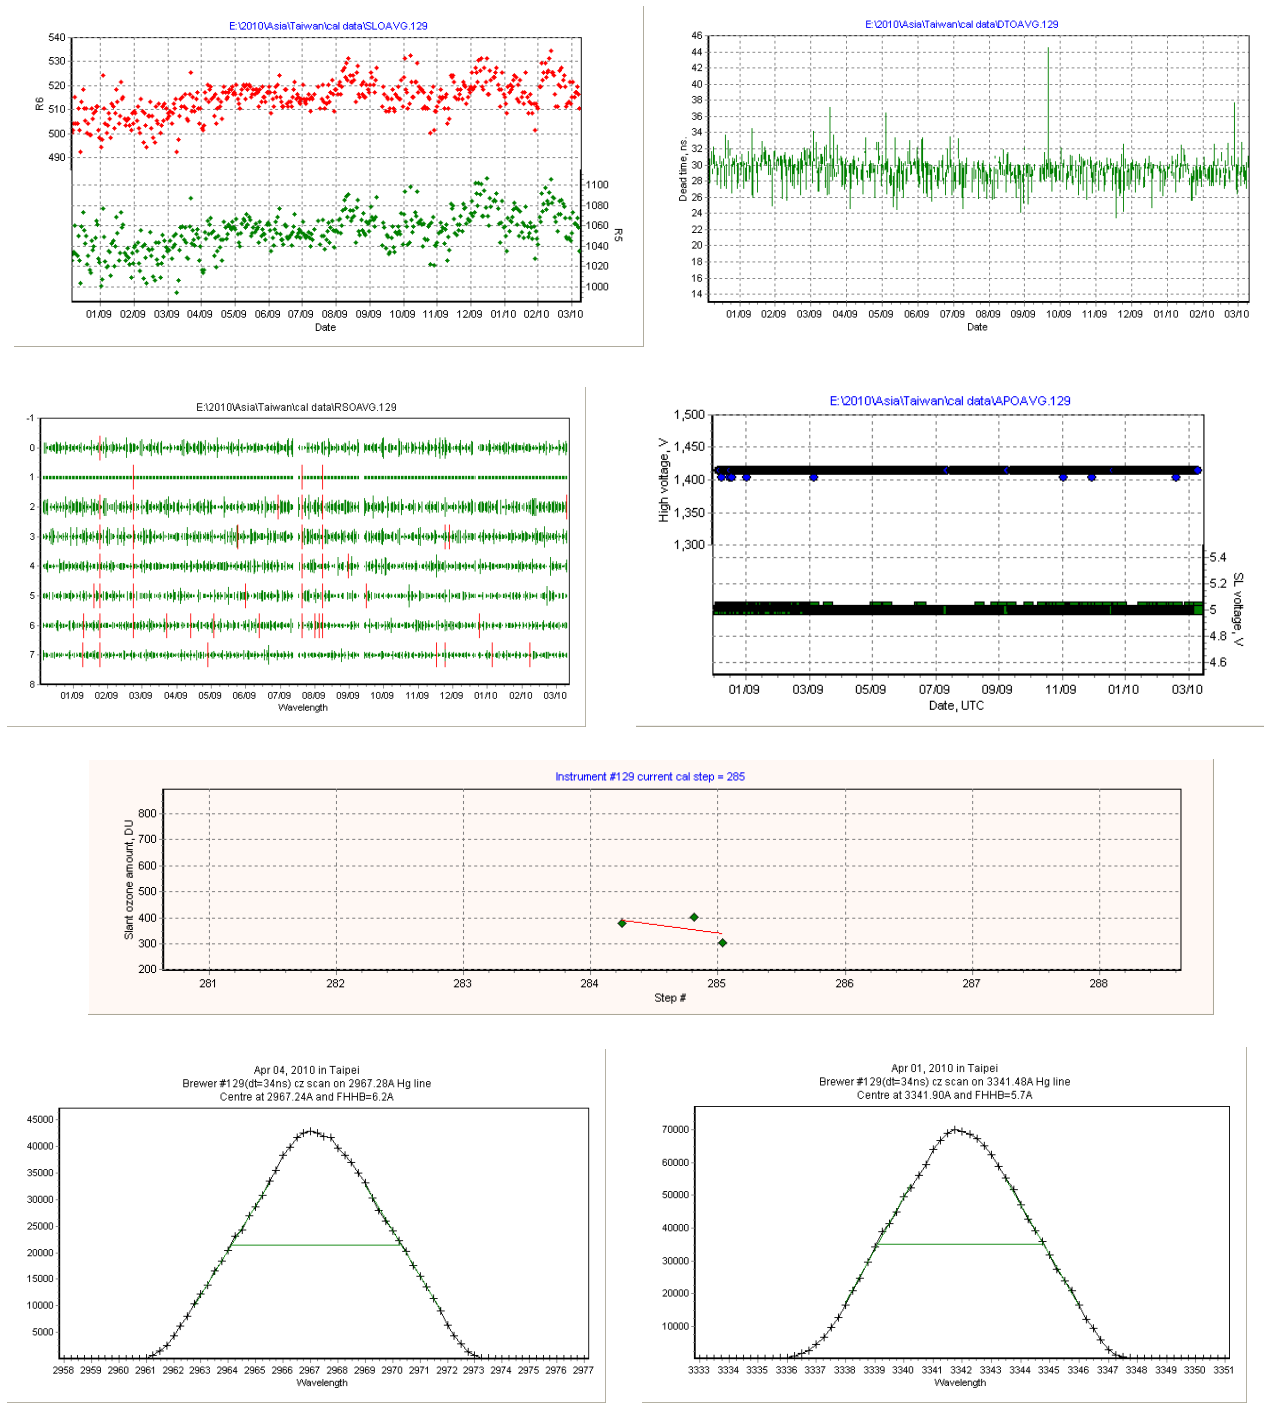 E:\2010\Asia\Taiwan\cal data\SLOAVG.129
540
530
520
510
500
490
R6
1100
1080
1060
1040
1020
1000
R5
01/09 02/09 03/09 04/09 05/09 06/09 07/09 08/09 09/09 10/09 11/09 12/09 01/10 02/10 03/10
Date
E:\2010\Asia\Taiwan\cal data\DTOAVG.129
46
44
42
40
38
36
34
32
30
28
26
24
22
20
18
16
14
Dead time, ns.
01/09 02/09 03/09 04/09 05/09 06/09 07/09 08/09 09/09 10/09 11/09 12/09 01/10 02/10 03/10
Date
E:\2010\Asia\Taiwan\cal data\RSOAVG.129
-1
0
1
2
3
4
5
6
7
8
01/09 02/09 03/09 04/09 05/09 06/09 07/09 08/09 09/09 10/09 11/09 12/09 01/10 02/10 03/10
Wavelength
E:\2010\Asia\Taiwan\cal data\APOAVG.129
1,500
1,450
1,400
1,350
1,300
High voltage, V
5.4
5.2
5
4.8
4.6
SL voltage, V
01/09 03/09 05/09 07/09 09/09 11/09 01/10 03/10
Date, UTC
Instrument #129 current cal step = 285
800
700
600
500
400
300
200
Slant ozone amount, DU
281 282 283 284 285 286 287 288
Step #
Apr 04, 2010 in Taipei
Brewer #129(dt=34ns) cz scan on 2967.28A Hg line
Centre at 2967.24A and FHHB=6.2A
45000
40000
35000
30000
25000
20000
15000
10000
5000
2958 2959 2960 2961 2962 2963 2964 2965 2966 2967 2968 2969 2970 2971 2972 2973 2974 2975 2976 2977
Wavelength
Apr 01, 2010 in Taipei
Brewer #129(dt=34ns) cz scan on 3341.48A Hg line
Centre at 3341.90A and FHHB=5.7A
70000
60000
50000
40000
30000
20000
10000
3333 3334 3335 3336 3337 3338 3339 3340 3341 3342 3343 3344 3345 3346 3347 3348 3349 3350 3351
Wavelength